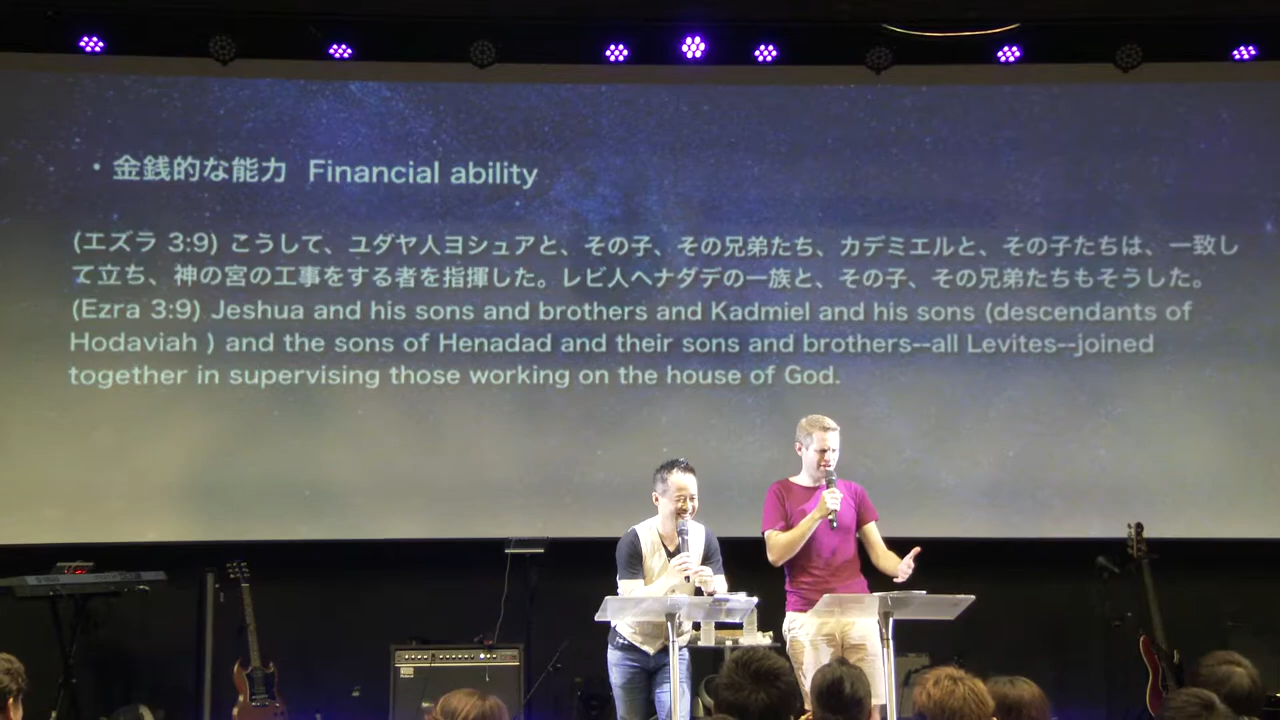 ・金銭的な能力 Financial ability
(エズラ 3:9) こうして、ユダヤ人ヨシュアと、その子、その兄弟たち、カデミエルと、その子たちは、一致し
て立ち、神の宮の工事をする者を指揮した。レビ人ヘナダデの一族と、その子、その兄弟たちもそうした。
(Ezra 3:9) Jeshua and his sons and brothers and Kadmiel and his sons (descendants of
Hodaviah ) and the sons of Henadad and their sons and brothers--all Levites--joined
together in supervising those working on the house of God.
Roland